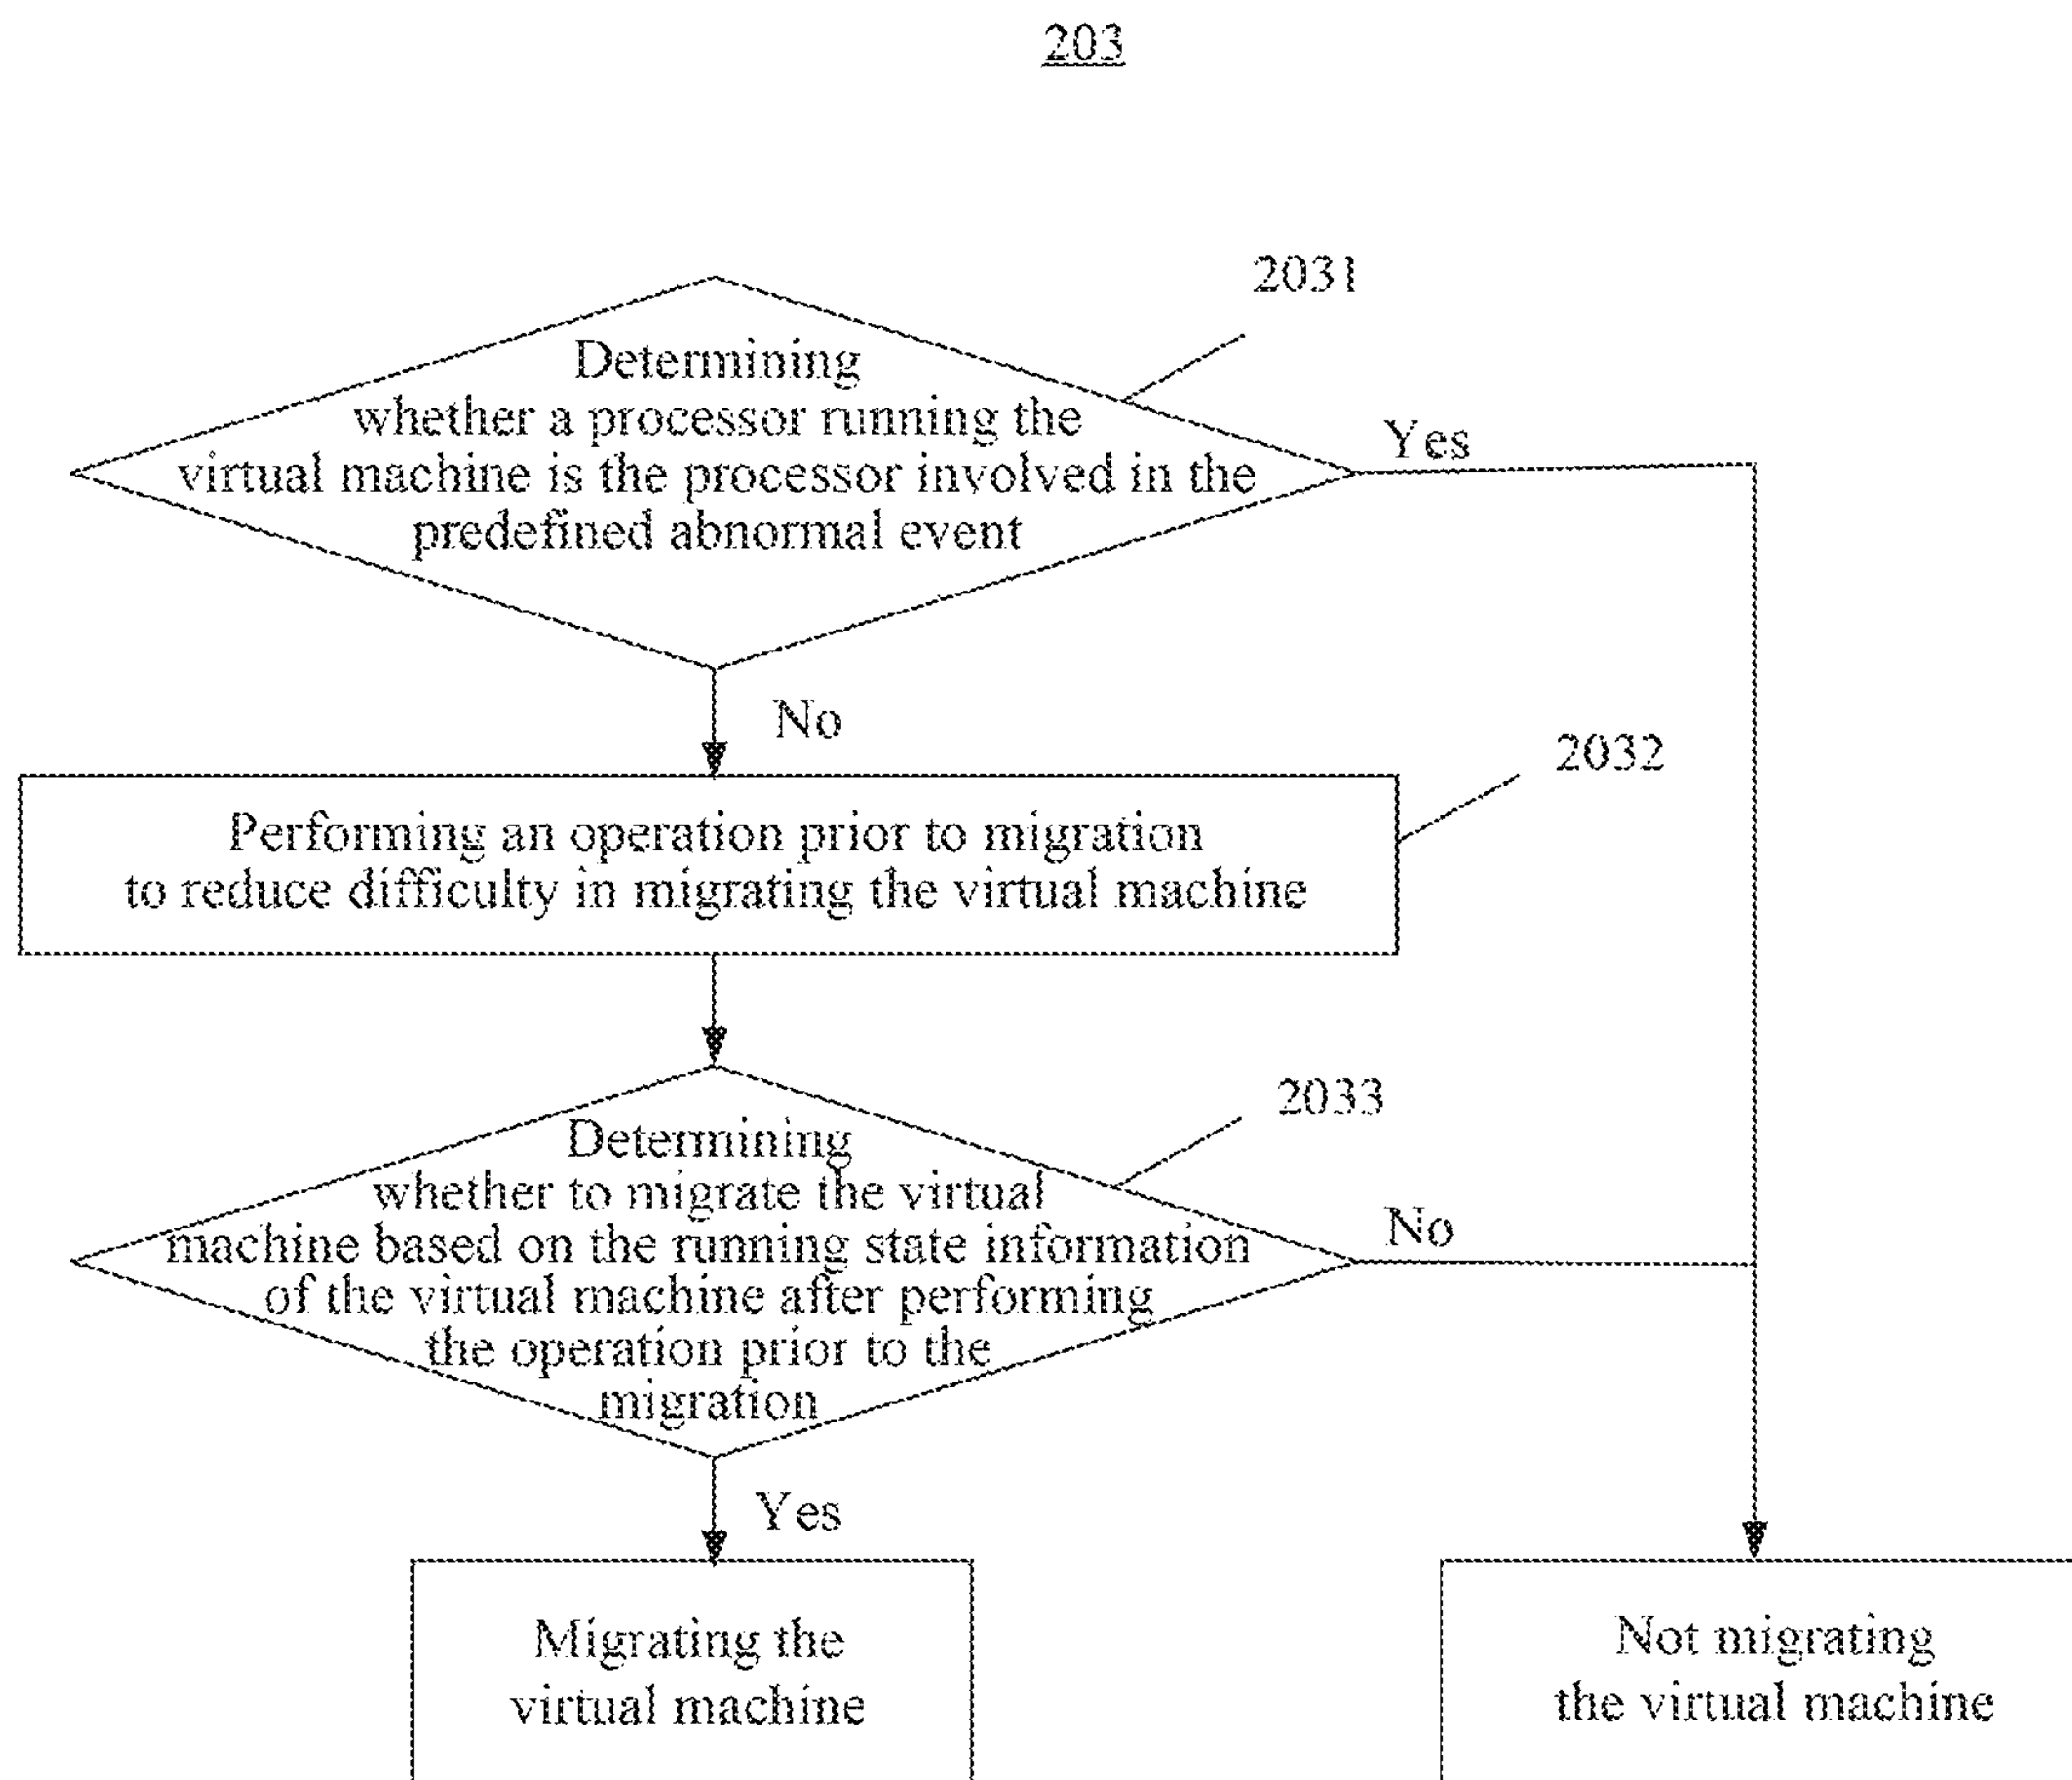 203
2031
Determining
whether a processor running the
virtual machine is the processor involved in the
predefined abnormal event
Yes
No
2032
Performing an operation prior to migration
to reduce difficulty in migrating the virtual machine
2033
Determining
whether to migrate the virtual
machine based on the running state information
of the virtual machine after performing
the operation prior to the
migration
No
Yes
Migrating the
virtual machine
Not migrating
the virtual machine